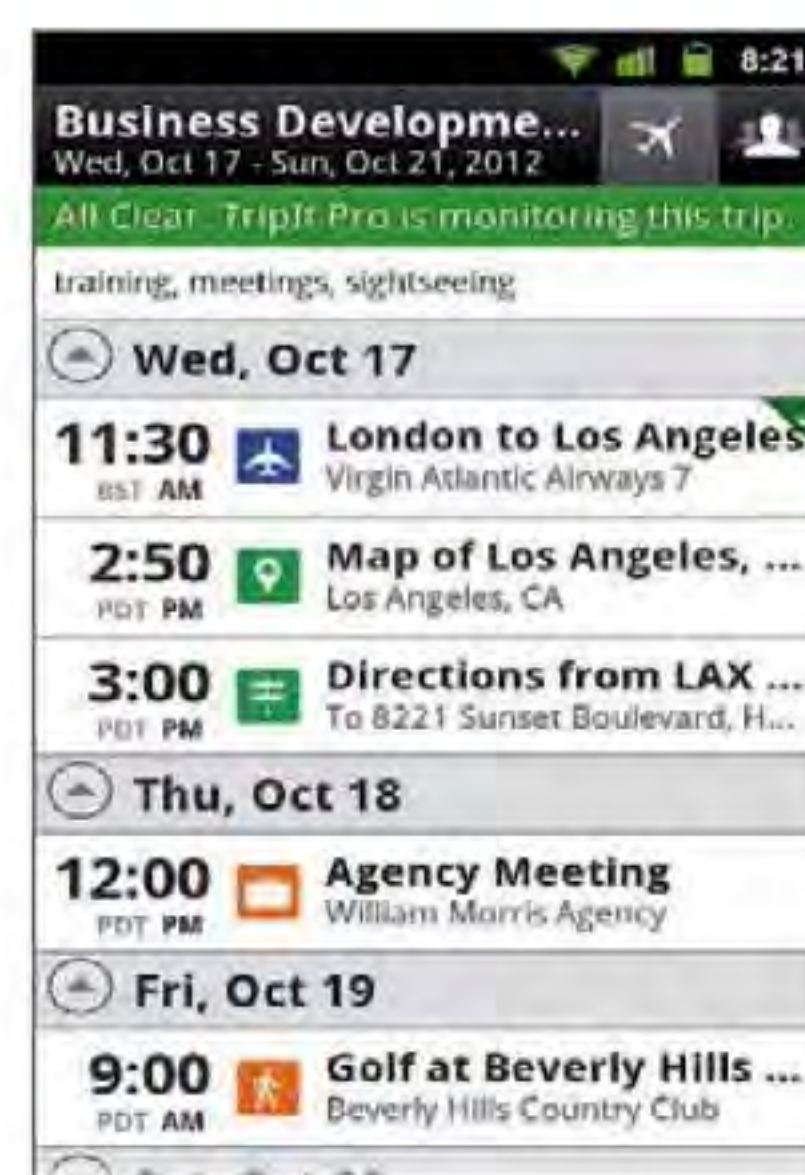 8:21
Business Developme...
Wed, Oct 17 - Sun, Oct 21, 2012
All Clear. TripIt Pro is monitoring this trip.
training, meetings, sightseeing
Wed, Oct 17
11:30 London to Los Angeles
BST AM Virgin Atlantic Airways 7
2:50 Map of Los Angeles, ...
PDT PM Los Angeles, CA
3:00 Directions from LAX ...
PDT PM To 8221 Sunset Boulevard, H...
Thu, Oct 18
12:00 Agency Meeting
PDT PM William Morris Agency
Fri, Oct 19
9:00 Golf at Beverly Hills ...
PDT AM Beverly Hills Country Club